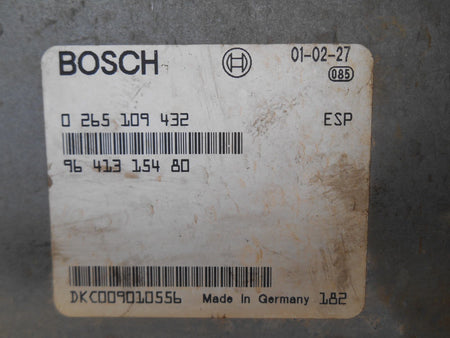 BOSCH 01-02-27
085
0 265 109 432 ESP
96 413 154 80
DKC009010556 Made in Germany 182